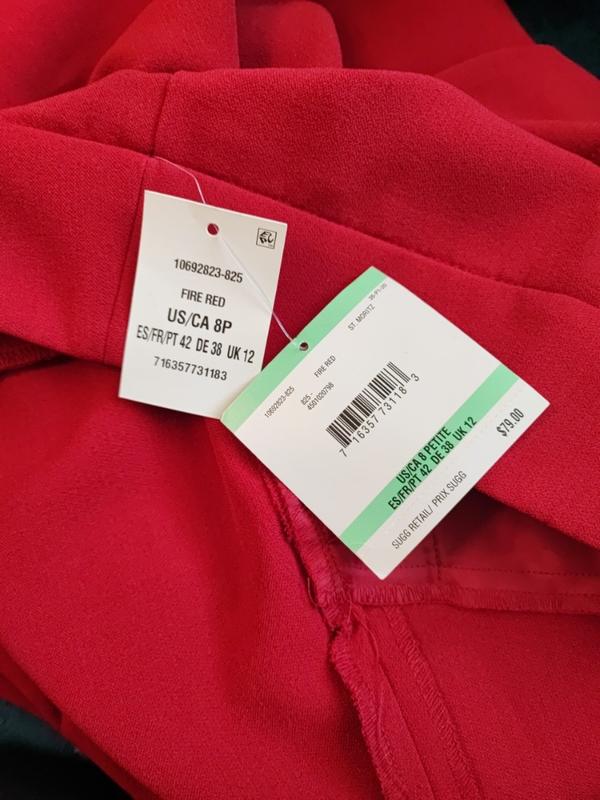 10692823-825
FIRE RED
US/CA 8P
ES/FR/PT 42 DE 38 UK 12
716357731183
ST. MORITZ
10692823-825
825 - FIRE RED
4501020798
7 16357 73118 3
US/CA 8 PETITE
ES/FR/PT 42 DE 38 UK 12
$79.00
SUGG RETAIL/ PRIX SUGG